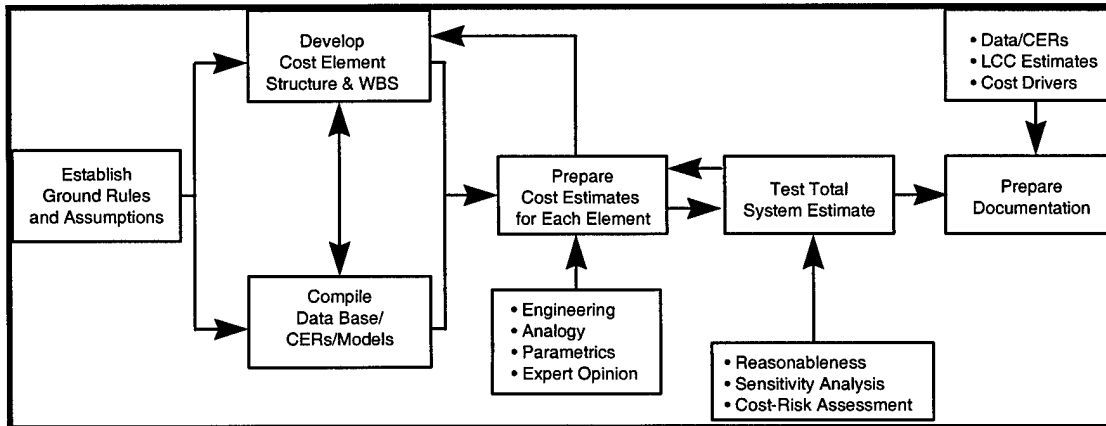 Develop
Cost Element
Structure & WBS
• Data/CERs
• LCC Estimates
• Cost Drivers
Establish
Ground Rules
and Assumptions
Prepare
Cost Estimates
for Each Element
Test Total
System Estimate
Prepare
Documentation
Compile
Data Base/
CERs/Models
• Engineering
• Analogy
• Parametrics
• Expert Opinion
• Reasonableness
• Sensitivity Analysis
• Cost-Risk Assessment